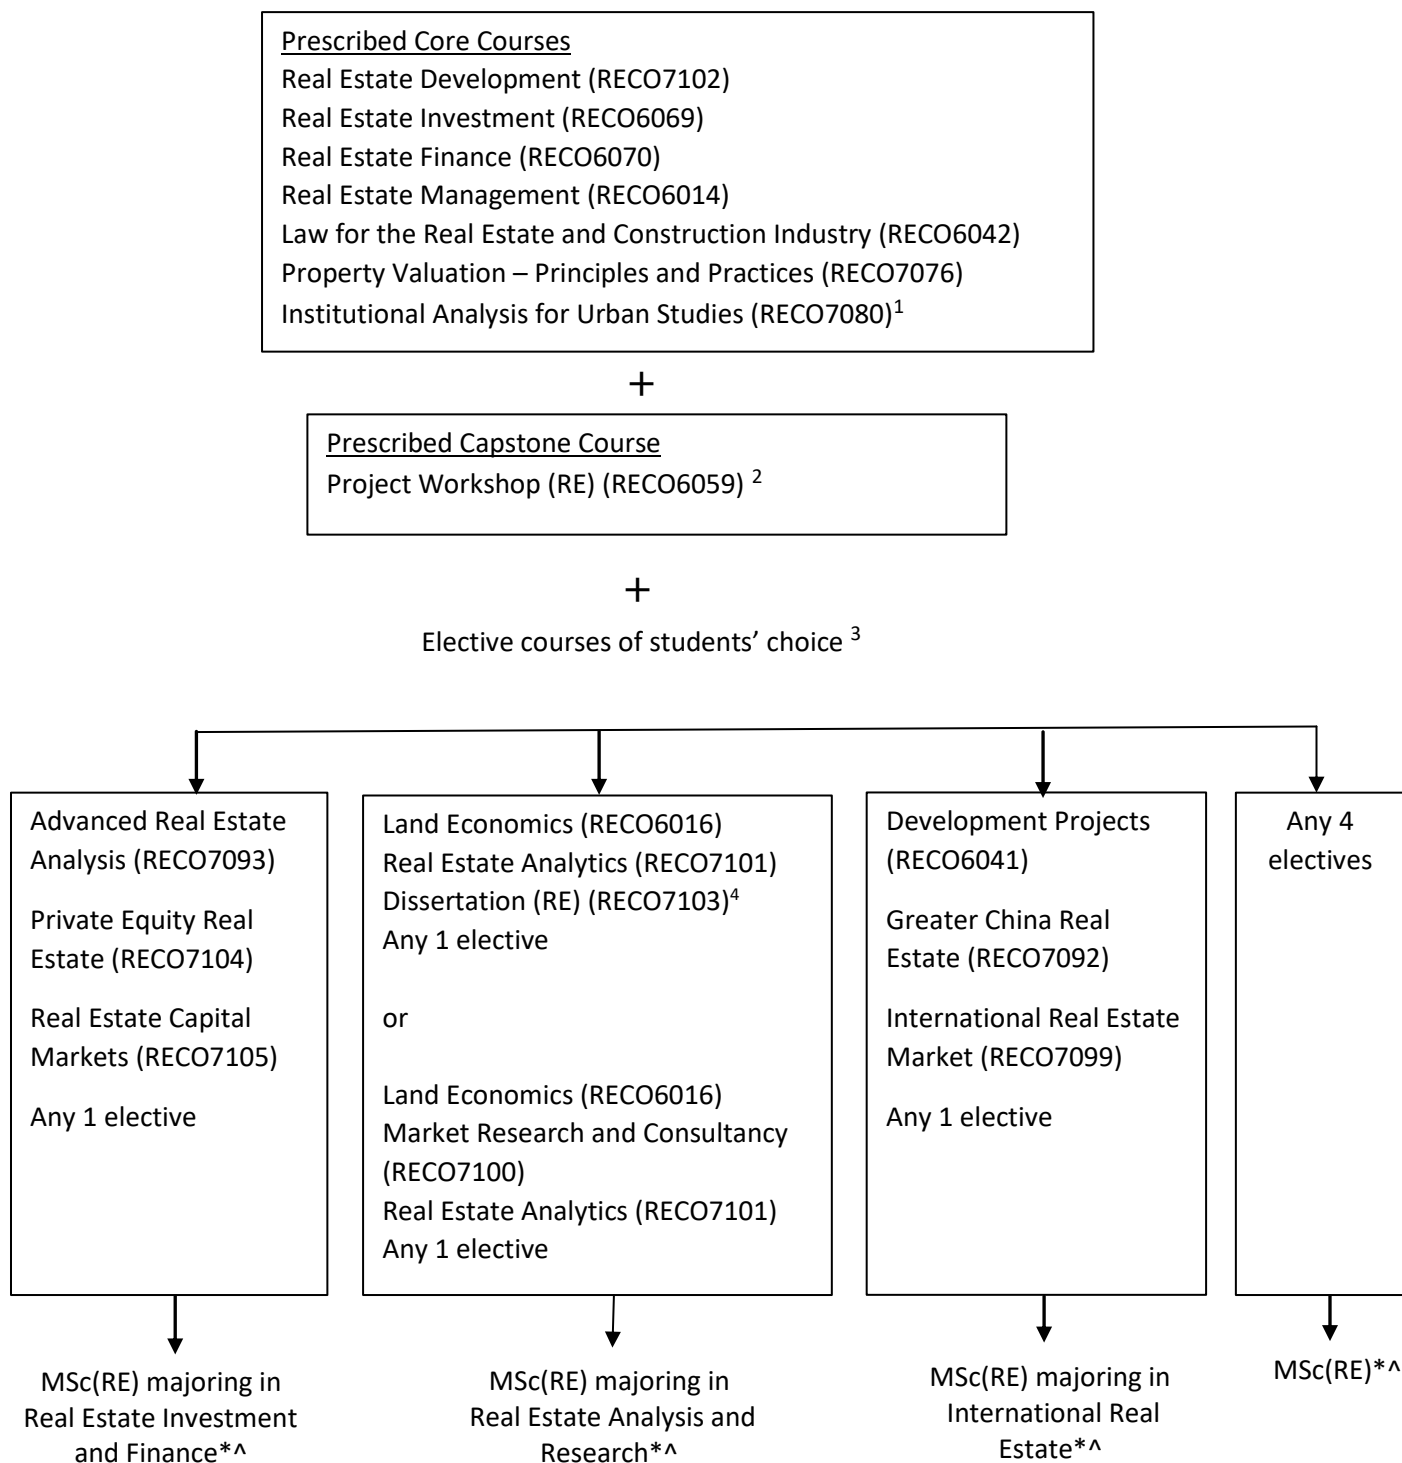 Prescribed Core Courses
Real Estate Development (RECO7102)
Real Estate Investment (RECO6069)
Real Estate Finance (RECO6070)
Real Estate Management (RECO6014)
Law for the Real Estate and Construction Industry (RECO6042)
Property Valuation – Principles and Practices (RECO7076)
Institutional Analysis for Urban Studies (RECO7080)1
+
Prescribed Capstone Course
Project Workshop (RE) (RECO6059) 2
+
Elective courses of students’ choice 3
Advanced Real Estate
Analysis (RECO7093)
Private Equity Real
Estate (RECO7104)
Real Estate Capital
Markets (RECO7105)
Any 1 elective
Land Economics (RECO6016)
Real Estate Analytics (RECO7101)
Dissertation (RE) (RECO7103)4
Any 1 elective
or
Land Economics (RECO6016)
Market Research and Consultancy
(RECO7100)
Real Estate Analytics (RECO7101)
Any 1 elective
Development Projects
(RECO6041)
Greater China Real
Estate (RECO7092)
International Real Estate
Market (RECO7099)
Any 1 elective
Any 4
electives
MSc(RE) majoring in
Real Estate Investment
and Finance*^
MSc(RE) majoring in
Real Estate Analysis and
Research*^
MSc(RE) majoring in
International Real
Estate*^
MSc(RE)*^